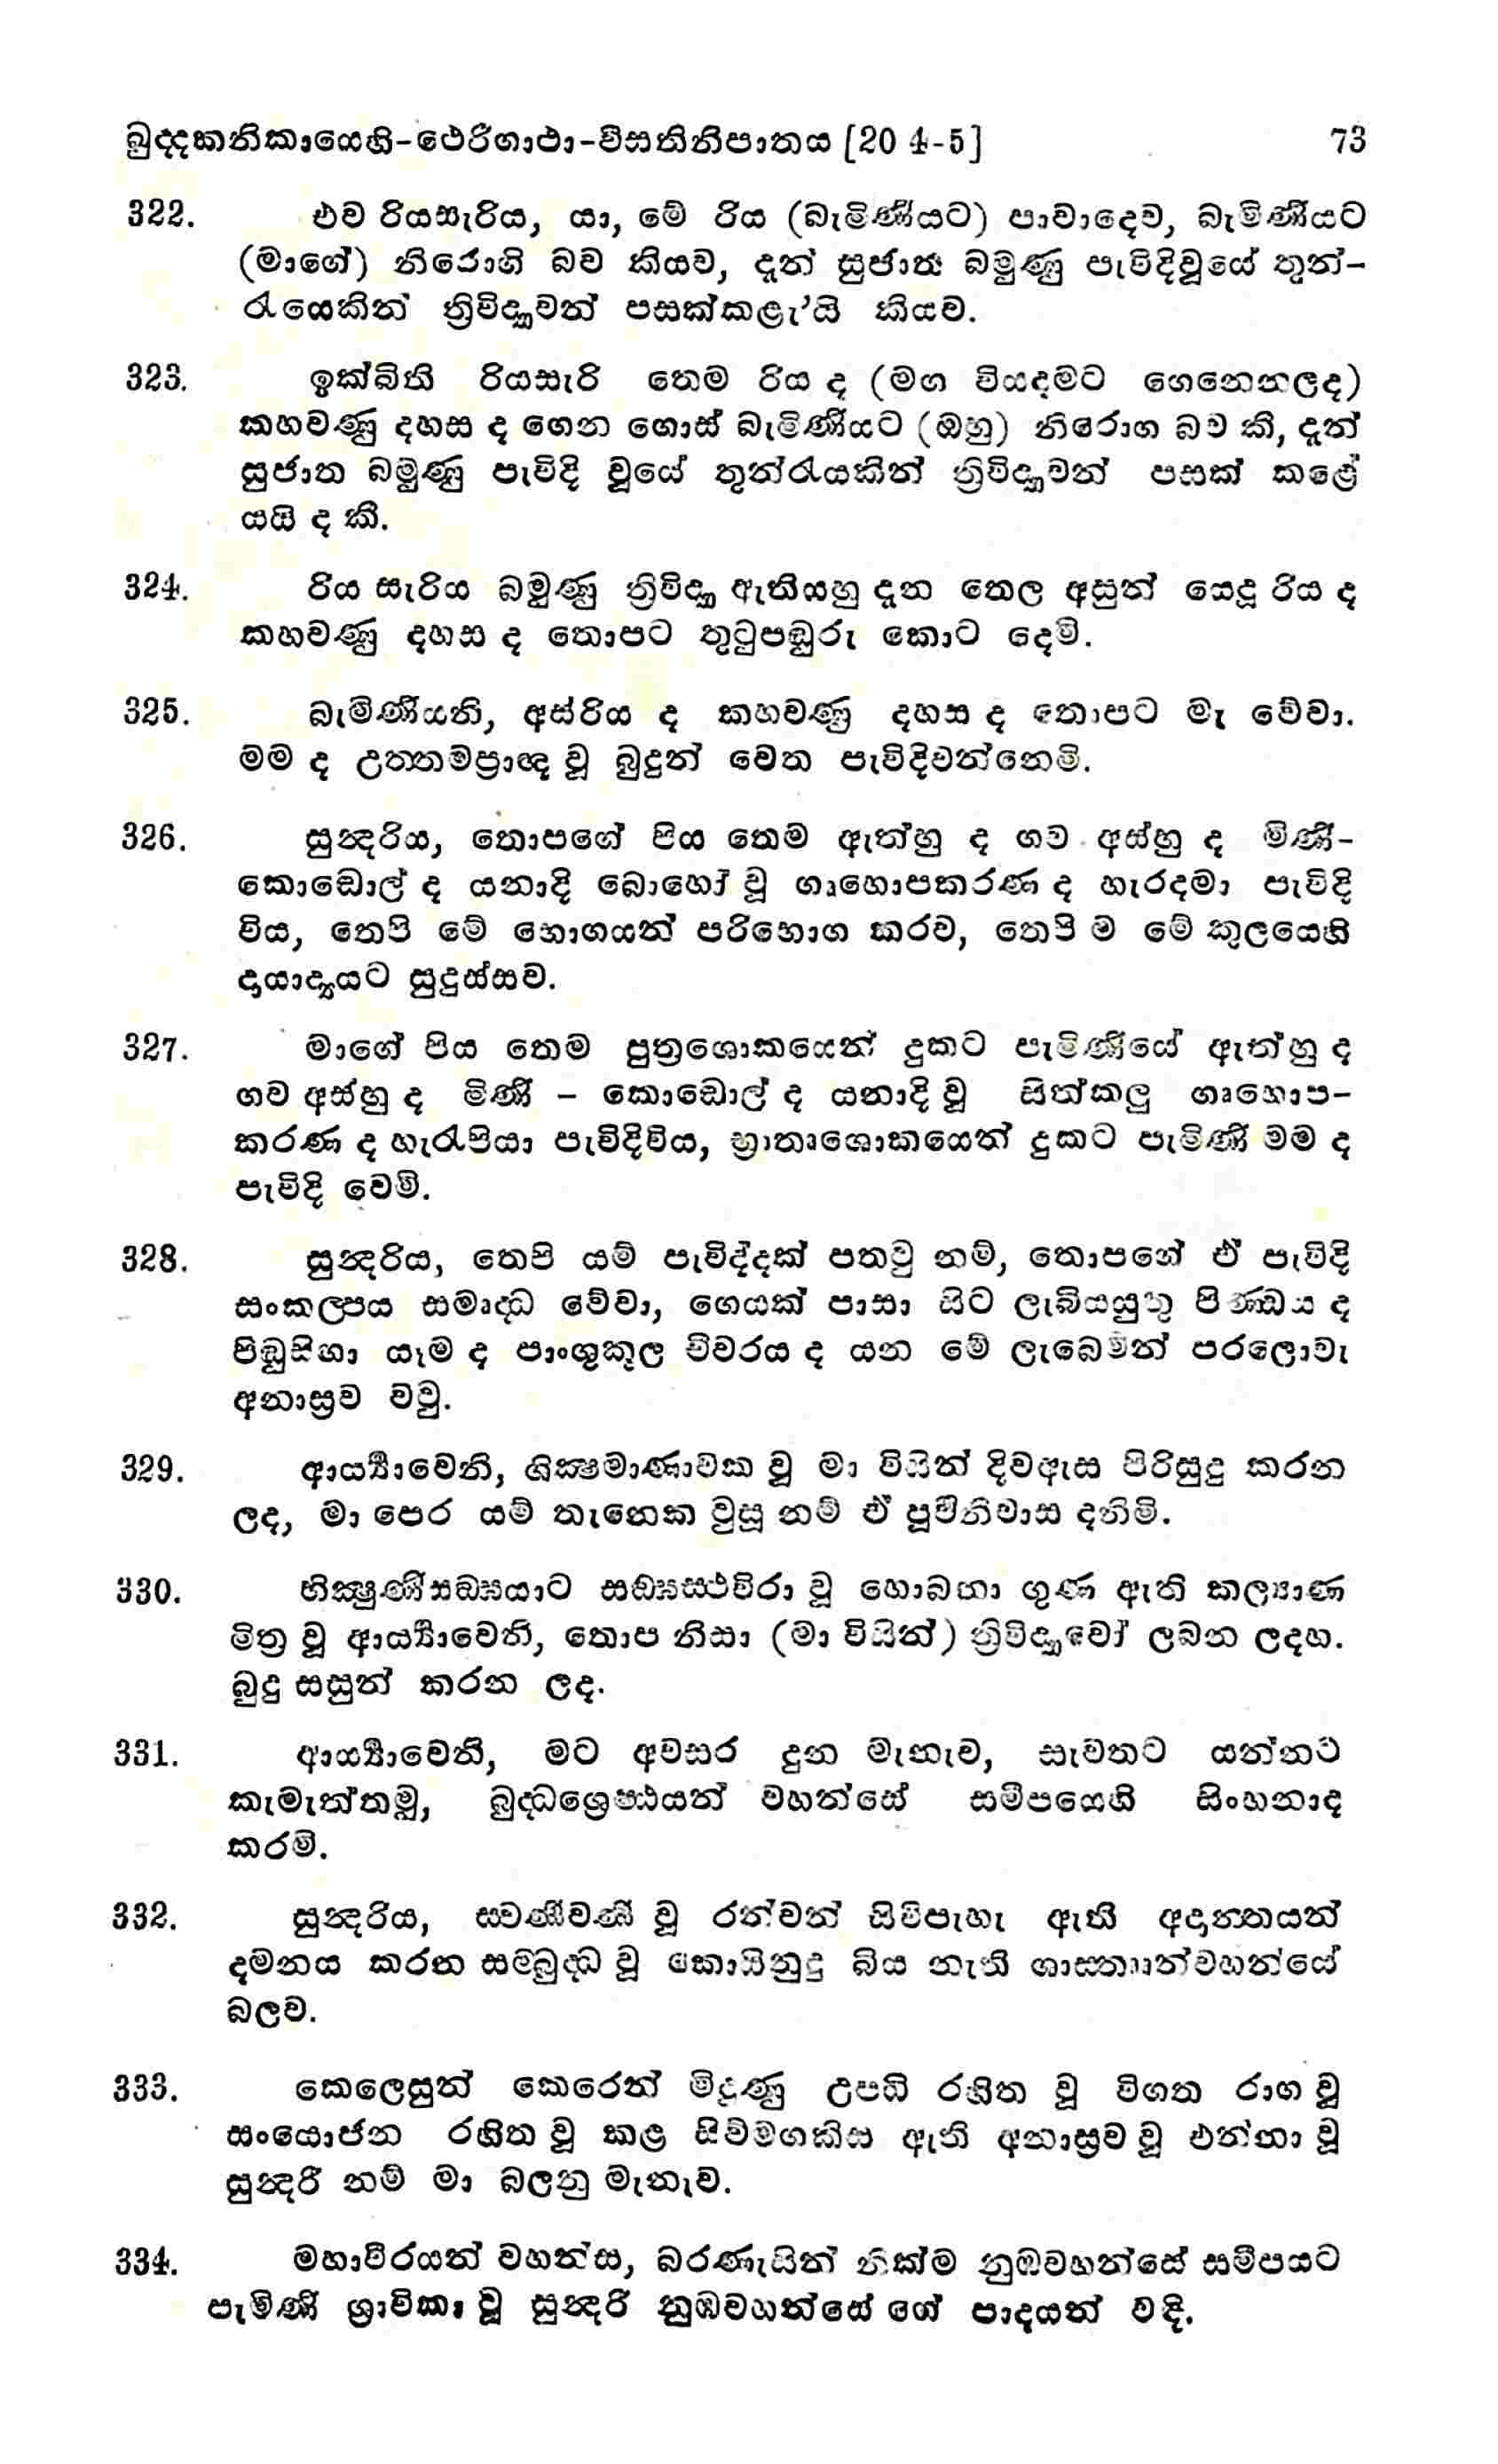 ඛුද්දකනිකායෙහි-ථෙරීගාථා-වීසතිනිපාතය [20 4-5] 73
322. එව රියසැරිය, යා, මේ රිය (බැමිණියට) පාවාදෙව, බැමිණියට
(මාගේ) නිරොගි බව කියව, දැන් සුජාත බමුණු පැවිදිවූයේ තුන්-
රැයෙකින් ත්‍රිවිද්‍යාවන් පසක්කළැ’යි කියව.
323. ඉක්බිති රියසැරි තෙම රිය ද (මග වියදමට ගෙනෙනලද)
කහවණු දහස ද ගෙන ගොස් බැමිණියට (ඔහු) නිරොග බව කී, දැන්
සුජාත බමුණු පැවිදි වූයේ තුන්රැයකින් ත්‍රිවිද්‍යාවන් පසක් කළේ
යයි ද කී.
324. රිය සැරිය බමුණු ත්‍රිවිද්‍යා ඇතියහු දැන තෙල අසුන් යෙදූ රිය ද
කහවණු දහස ද තොපට තුටුපඬුරු කොට දෙමි.
325. බැමිණියනි, අස්රිය ද කහවණු දහස ද තොපට මැ වේවා.
මම ද උත්තමප්‍රාඥ වූ බුදුන් වෙත පැවිදිවන්නෙමි.
326. සුන්‍දරිය, තොපගේ පිය තෙම ඇත්හු ද ගව අස්හු ද මිණි-
කොඬොල් ද යනාදි බොහෝ වූ ගෘහොපකරණ ද හැරදමා පැවිදි
විය, තෙපි මේ භොගයන් පරිභොග කරව, තෙපි ම මේ කුලයෙහි
දායාද්‍යයට සුදුස්සව.
327. මාගේ පිය තෙම පුත්‍රශොකයෙන් දුකට පැමිණියේ ඇත්හු ද
ගව අස්හු ද මිණි - කොඬොල් ද යනාදි වූ සිත්කලු ගෘහොප-
කරණ ද හැරපියා පැවිදිවිය, භ්‍රාතෘශොකයෙන් දුකට පැමිණි මම ද
පැවිදි වෙමි.
328. සුන්‍දරිය, තෙපි යම් පැවිද්දක් පතවු නම්, තොපගේ ඒ පැවිදි
සංකල්පය සමෘද්ධ වේවා, ගෙයක් පාසා සිට ලැබියයුතු පිණ්ඩය ද
පිඬුසිඟා යෑම ද පාංශුකූල චීවරය ද යන මේ ලැබෙමින් පරලොවැ
අනාස්‍රව වවු.
329. ආර්‍ය්‍යාවෙනි, ශික්‍ෂමාණාවක වූ මා විසින් දිවඇස පිරිසුදු කරන
ලද, මා පෙර යම් තැනෙක වුසූ නම් ඒ පූර්‍වනිවාස දනිමි.
330. භික්‍ෂුණීසඞ්ඝයාට සඞ්ඝස්ථවිරා වූ හොබනා ගුණ ඇති කල්‍යාණ
මිත්‍ර වූ ආර්‍ය්‍යාවෙනි, තොප නිසා (මා විසින්) ත්‍රිවිද්‍යාවෝ ලබන ලදහ.
බුදු සසුන් කරන ලද.
331. ආර්‍ය්‍යාවෙනි, මට අවසර දුන මැනැව, සැවතට යන්නට
කැමැත්තමූ, බුද්ධශ්‍රෙෂ්ඨයන් වහන්සේ සමීපයෙහි සිංහනාද
කරමි.
332. සුන්‍දරිය, ස්වර්‍ණවර්‍ණ වූ රන්වන් සිවිපැහැ ඇති අදාන්තයන්
දමනය කරන සම්බුද්ධ වූ කොයිනුදු බිය නැති ශාස්තෲන්වහන්සේ
බලව.
333. කෙලෙසුන් කෙරෙන් මිදුණු උපධි රහිත වූ විගත රාග වූ
සංයොජන රහිත වූ කළ සිව්මගකිස ඇති අනාස්‍රව වූ එන්නා වූ
සුන්‍දරී නම් මා බලනු මැනැව.
334. මහාවීරයන් වහන්ස, බරණැසින් නික්ම නුඹවහන්සේ සමීපයට
පැමිණි ශ්‍රාවිකා වූ සුන්‍දරී නුඹවහන්සේ ගේ පාදයන් වඳී.